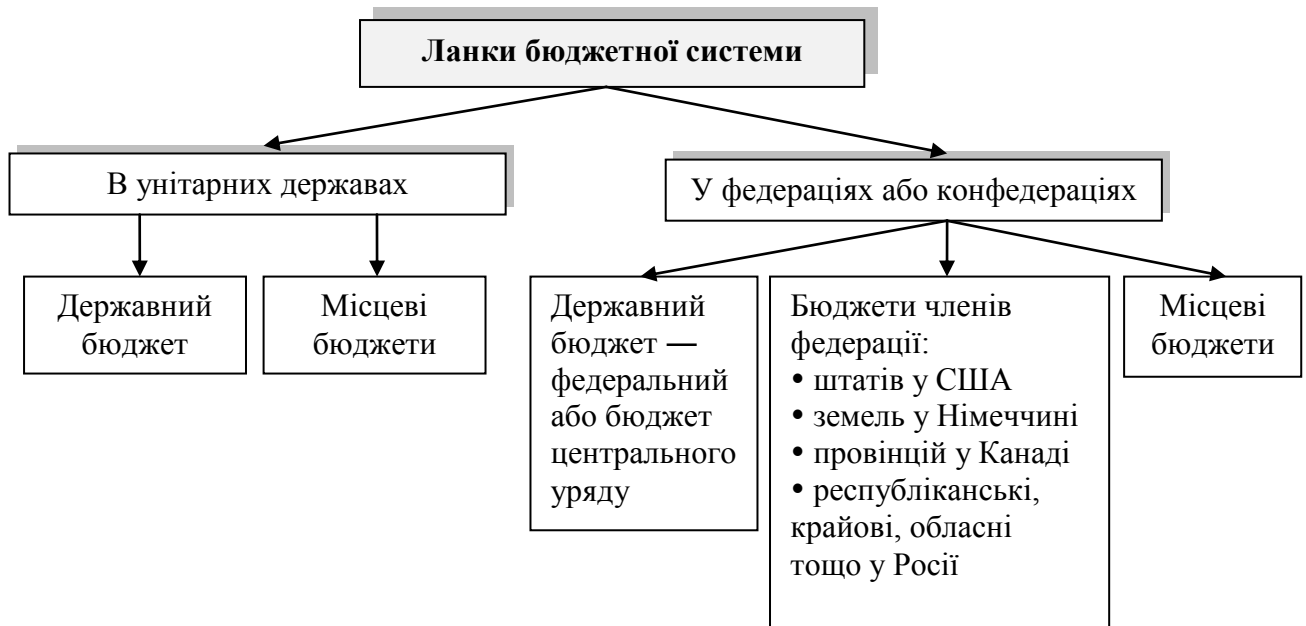 Ланки бюджетної системи
В унітарних державах
У федераціях або конфедераціях
Державний
бюджет
Місцеві
бюджети
Державний
бюджет —
федеральний
або бюджет
центрального
уряду
Бюджети членів
федерації:
• штатів у США
• земель у Німеччині
• провінцій у Канаді
• республіканські,
крайові, обласні
тощо у Росії
Місцеві
бюджети